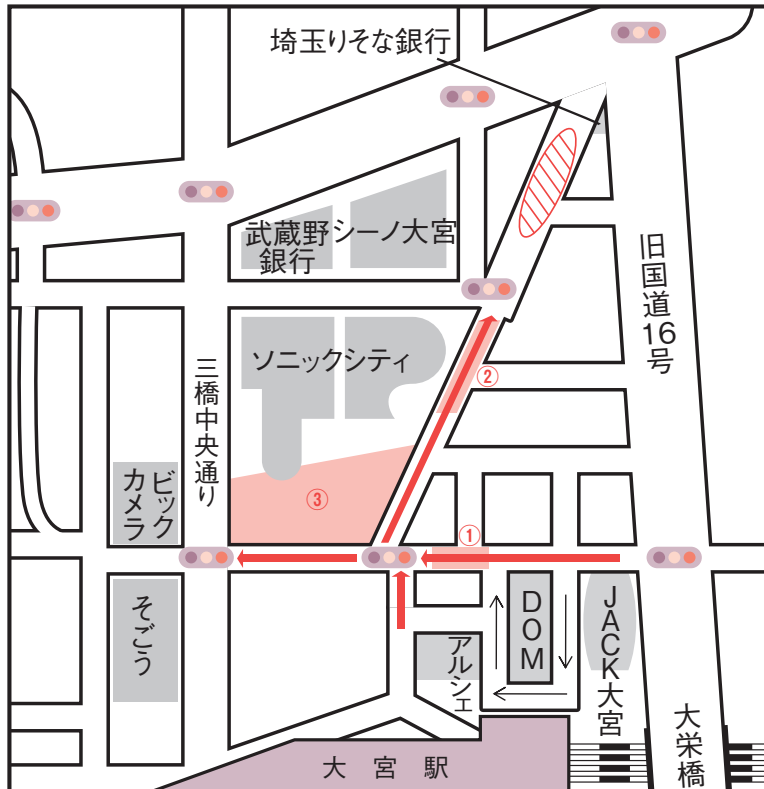 埼玉りそな銀行
武蔵野
銀行
シーノ大宮
旧国道16号
ソニックシティ
②
三橋中央通り
ビック
カメラ
③
①
そごう
アルシェ
DOM
JACK大宮
大栄橋
大宮駅